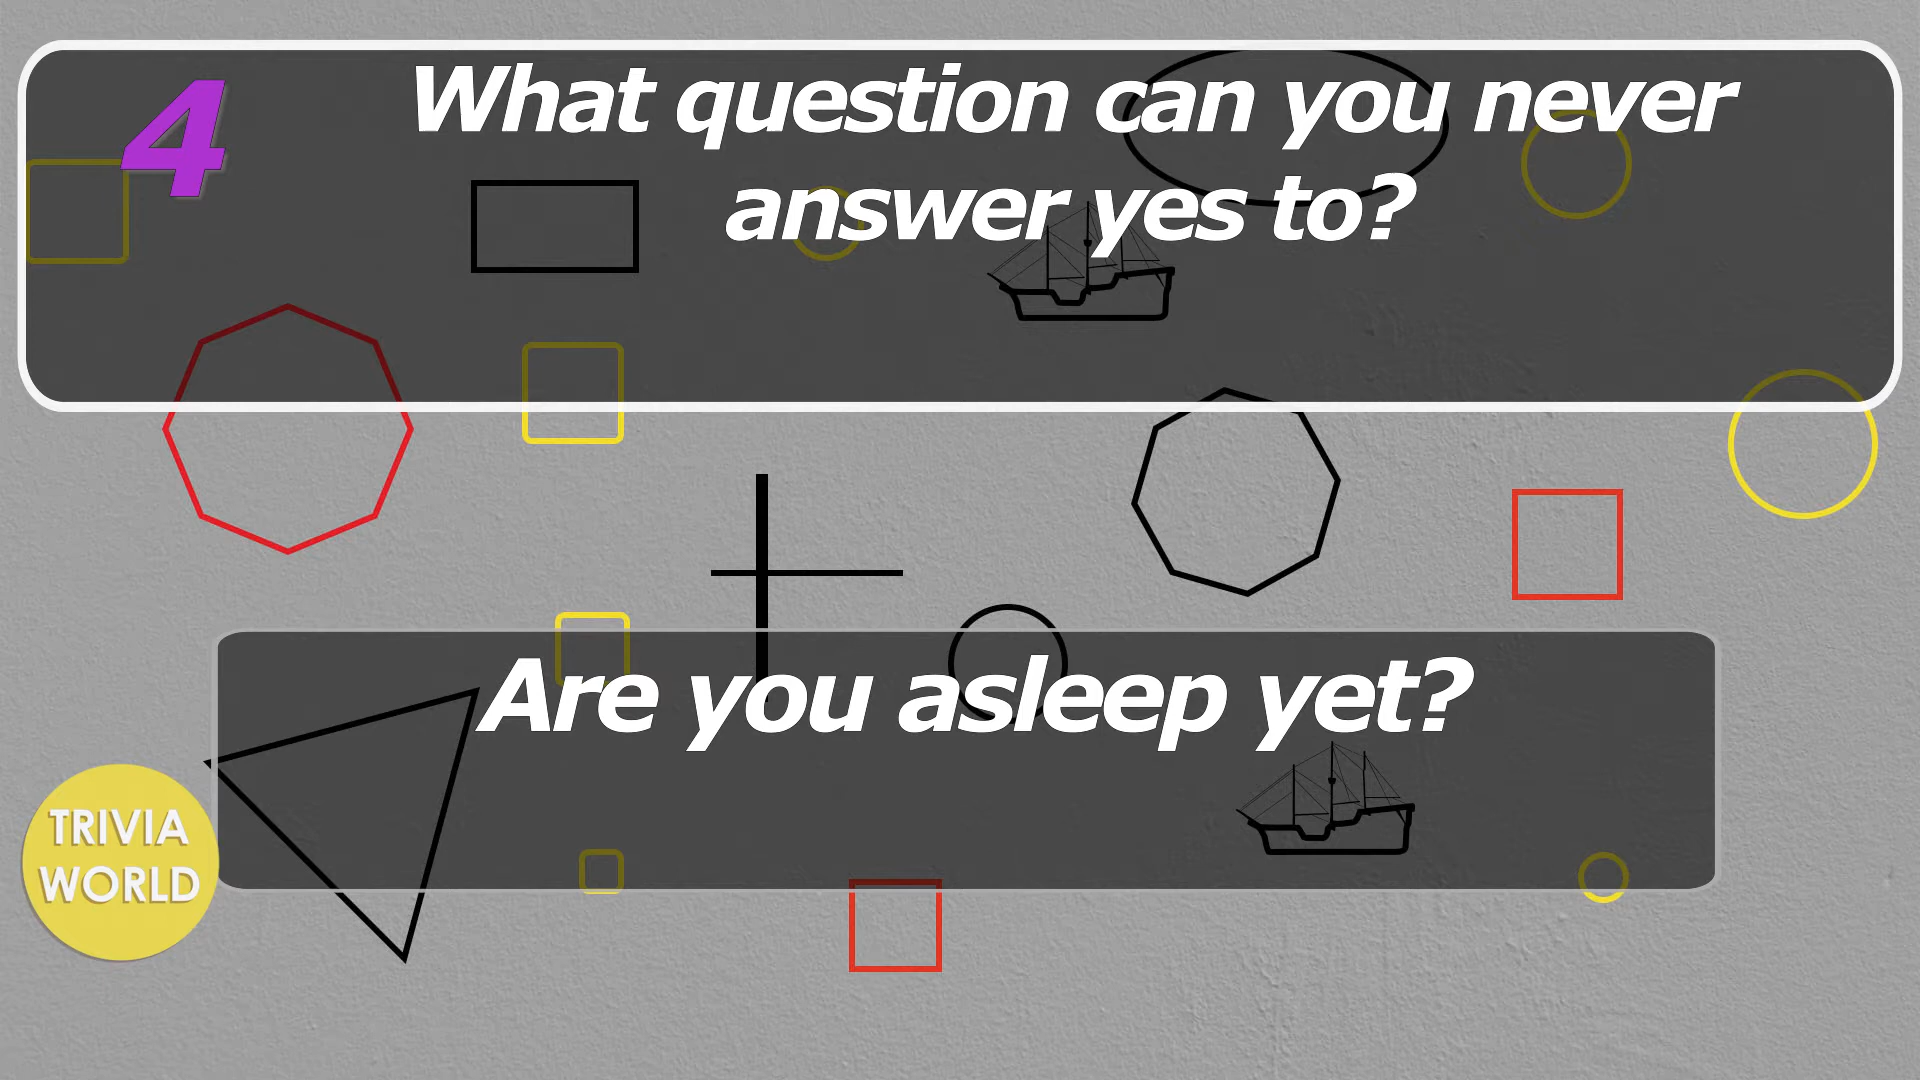 4
What question can you never
answer yes to?
Are you asleep yet?
TRIVIA
WORLD